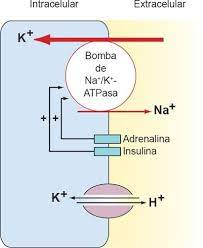 Intracelular Extracelular
K+
Bomba
de
Na+/K+-
ATPasa
Na+
+ +
Adrenalina
Insulina
K+ H+